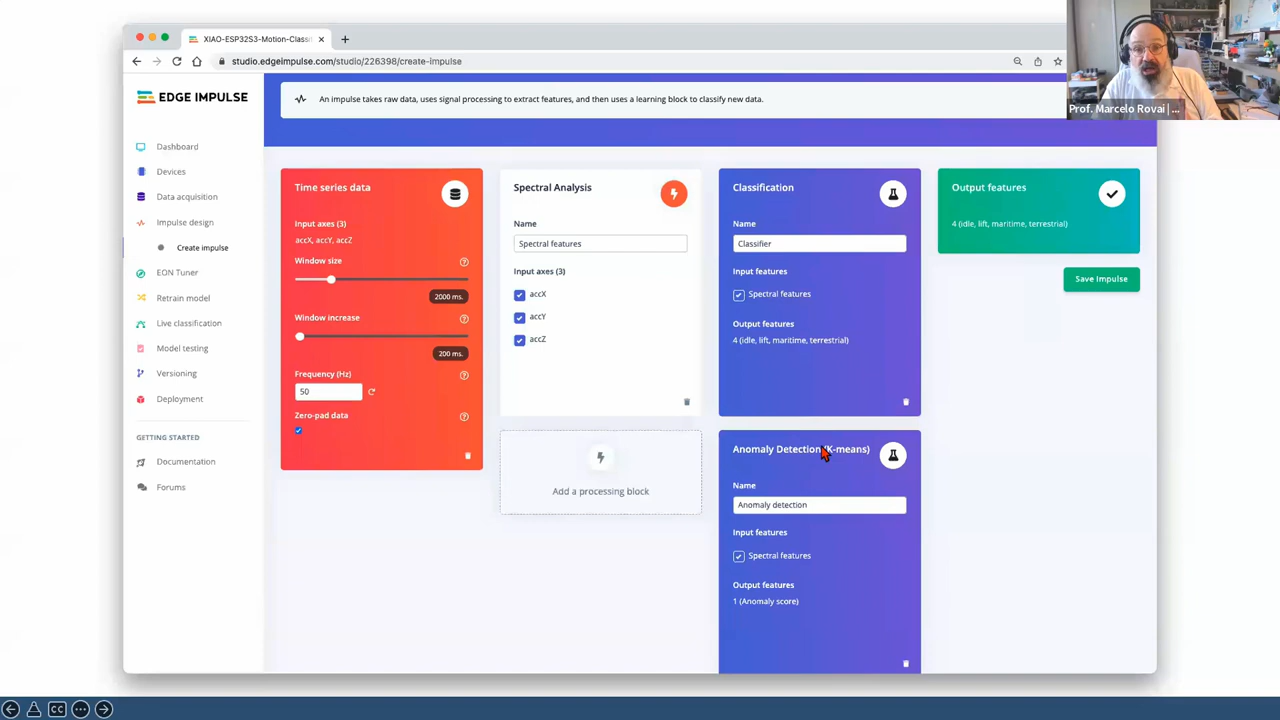 XIAO-ESP32S3-Motion-Classi
studio.edgeimpulse.com/studio/226398/create-impulse
Prof. Marcelo Rovai | ...
EDGE IMPULSE
An impulse takes raw data, uses signal processing to extract features, and then uses a learning block to classify new data.
Dashboard
Devices
Data acquisition
Impulse design
Create impulse
EON Tuner
Retrain model
Live classification
Model testing
Versioning
Deployment
GETTING STARTED
Documentation
Forums
Time series data
Input axes (3)
accX, accY, accZ
Window size
2000 ms.
Window increase
200 ms.
Frequency (Hz)
50
Zero-pad data
Spectral Analysis
Name
Spectral features
Input axes (3)
accX
accY
accZ
Add a processing block
Classification
Name
Classifier
Input features
Spectral features
Output features
4 (idle, lift, maritime, terrestrial)
Anomaly Detection (K-means)
Name
Anomaly detection
Input features
Spectral features
Output features
1 (Anomaly score)
Output features
4 (idle, lift, maritime, terrestrial)
Save Impulse
CC